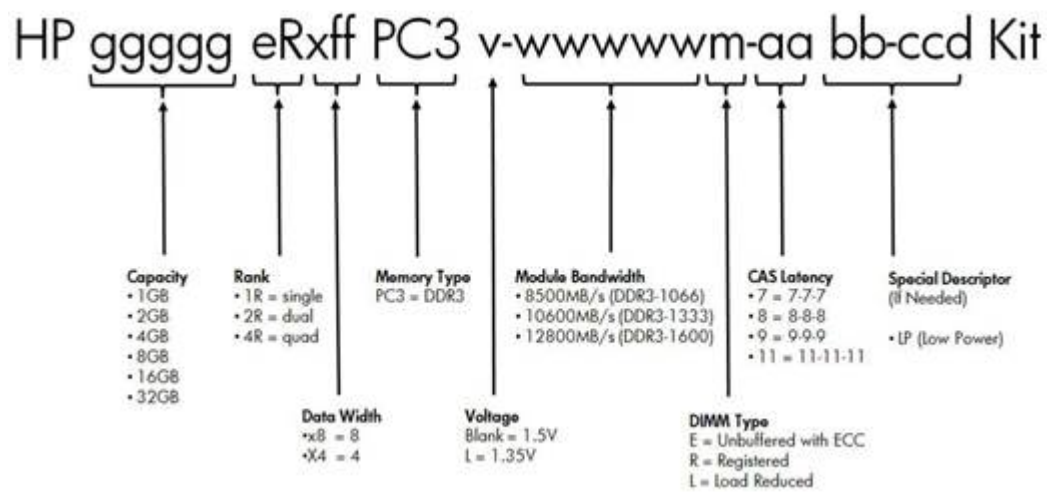 HP ggggg eRxff PC3 v-wwwwwm-aa bb-ccd Kit
Capacity
• 1GB
• 2GB
• 4GB
• 8GB
• 16GB
• 32GB
Rank
• 1R = single
• 2R = dual
• 4R = quad
Memory Type
PC3 = DDR3
Module Bandwidth
• 8500MB/s (DDR3-1066)
• 10600MB/s (DDR3-1333)
• 12800MB/s (DDR3-1600)
CAS Latency
• 7 = 7-7-7
• 8 = 8-8-8
• 9 = 9-9-9
• 11 = 11-11-11
Special Descriptor
(If Needed)
• LP (Low Power)
Data Width
•x8 = 8
•X4 = 4
Voltage
Blank = 1.5V
L = 1.35V
DIMM Type
E = Unbuffered with ECC
R = Registered
L = Load Reduced